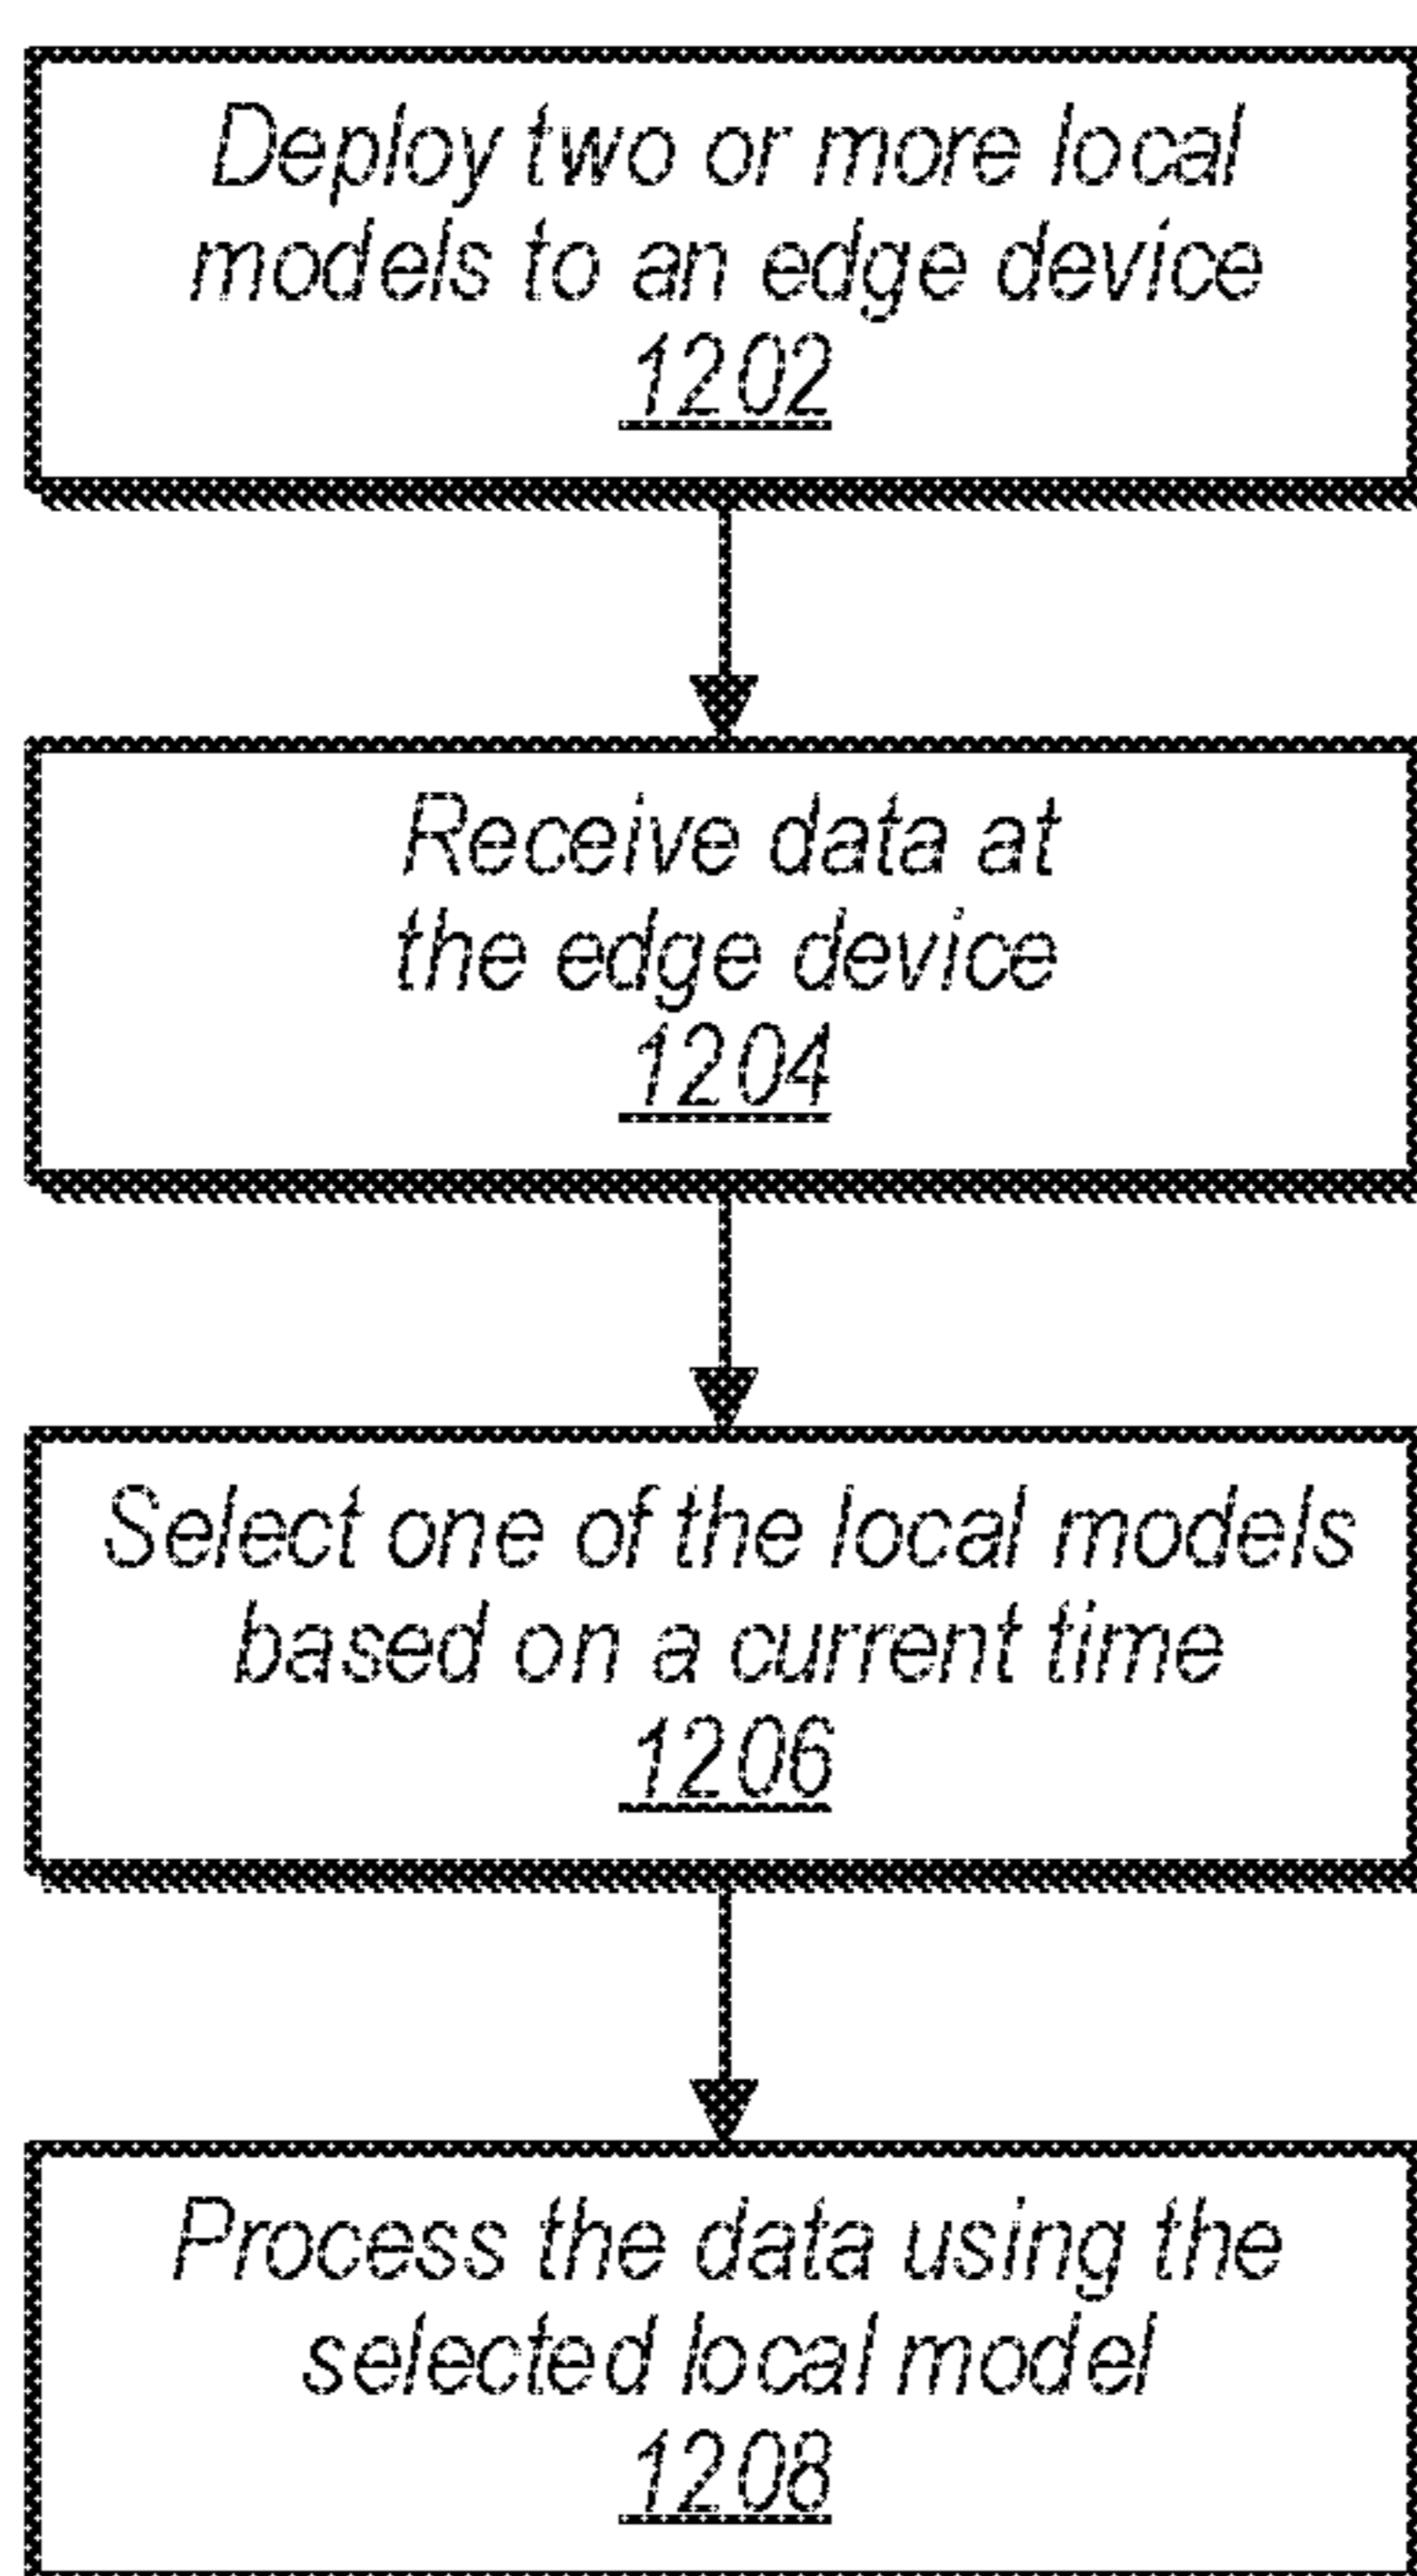 Deploy two or more local
models to an edge device
1202
Receive data at
the edge device
1204
Select one of the local models
based on a current time
1206
Process the data using the
selected local model
1208